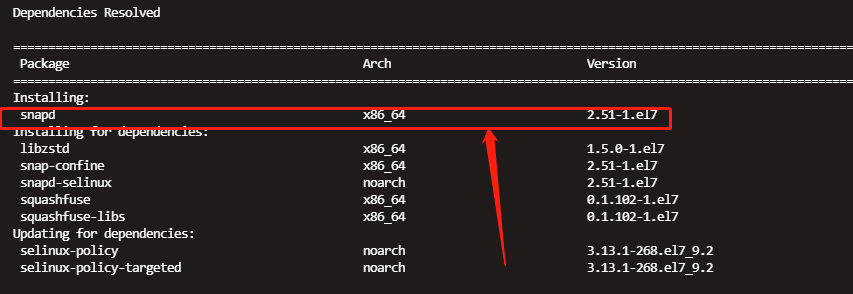 Dependencies Resolved
================================================================================
Package Arch Version
================================================================================
Installing:
snapd x86_64 2.51-1.el7
Installing for dependencies:
libzstd x86_64 1.5.0-1.el7
snap-confine x86_64 2.51-1.el7
snapd-selinux noarch 2.51-1.el7
squashfuse x86_64 0.1.102-1.el7
squashfuse-libs x86_64 0.1.102-1.el7
Updating for dependencies:
selinux-policy noarch 3.13.1-268.el7_9.2
selinux-policy-targeted noarch 3.13.1-268.el7_9.2